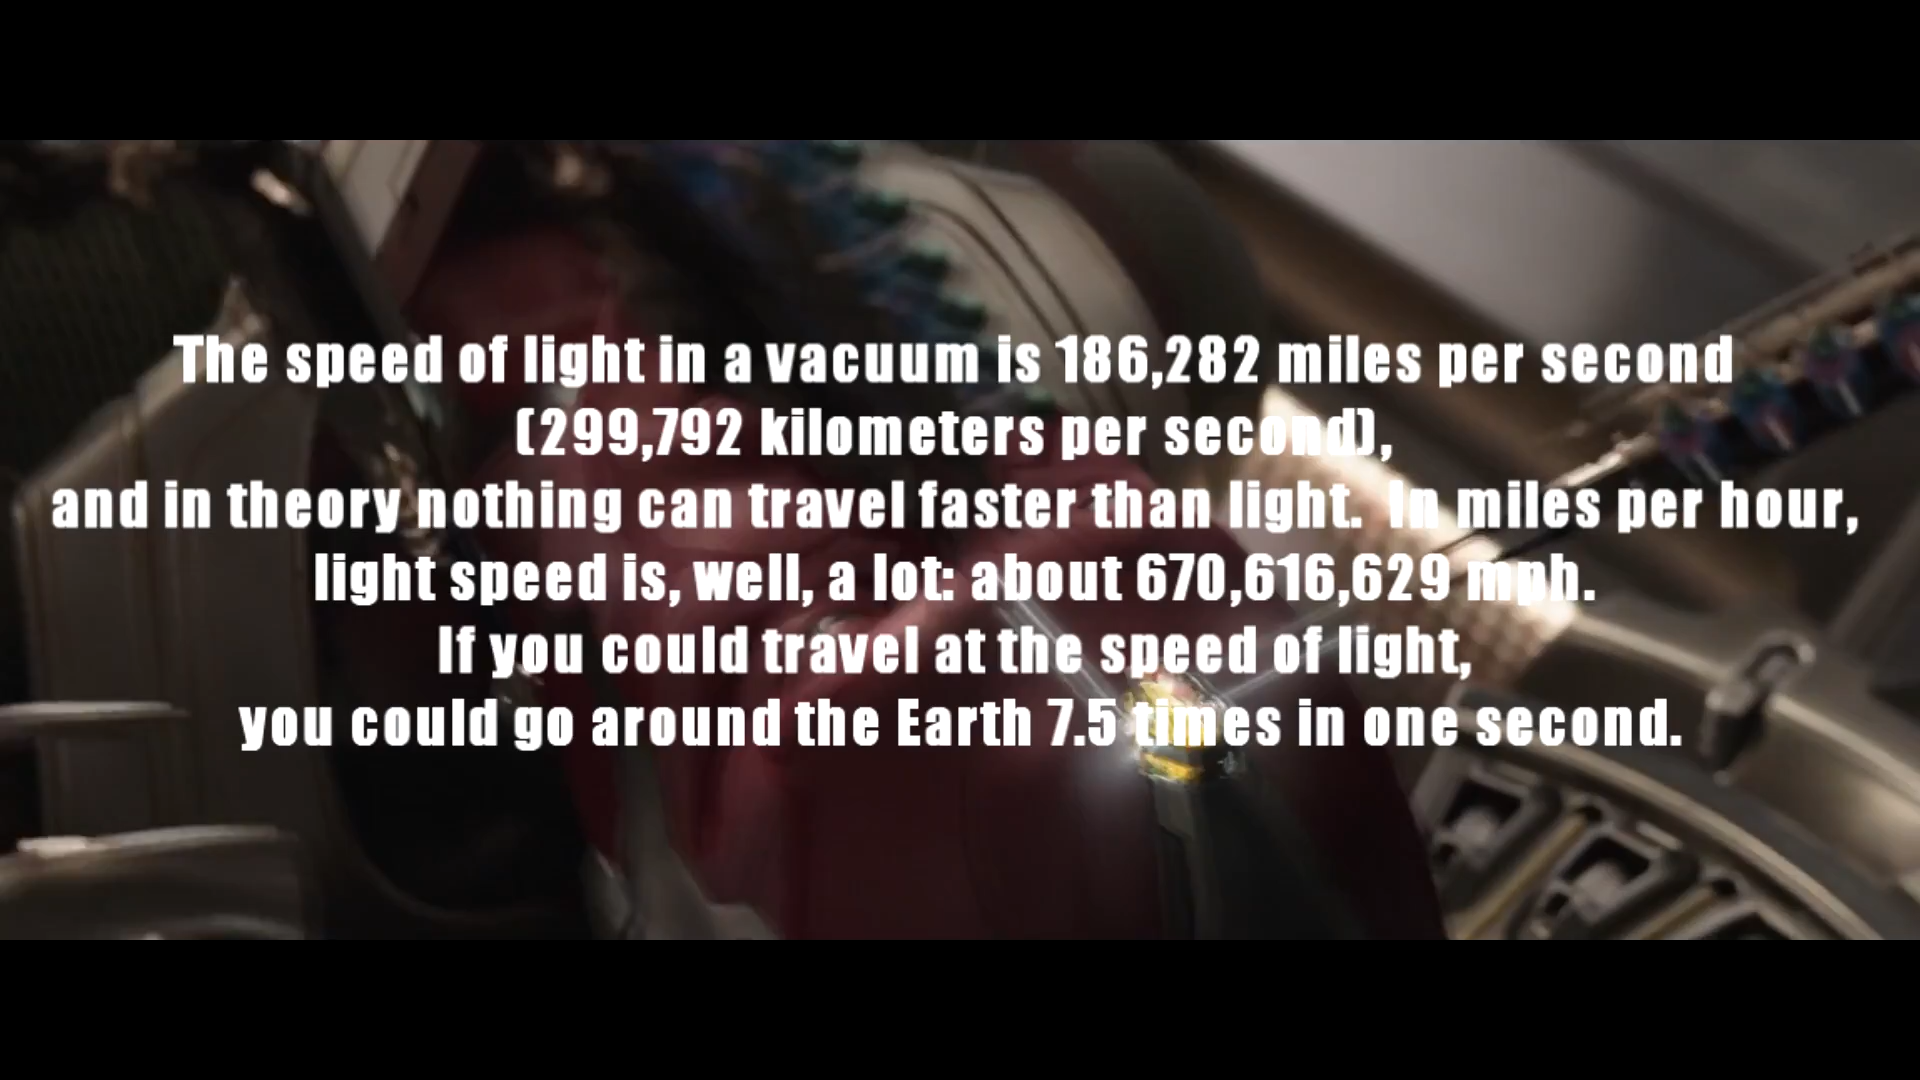 The speed of light in a vacuum is 186,282 miles per second
(299,792 kilometers per second),
and in theory nothing can travel faster than light.  In miles per hour,
light speed is, well, a lot: about 670,616,629 mph.
If you could travel at the speed of light,
you could go around the Earth 7.5 times in one second.